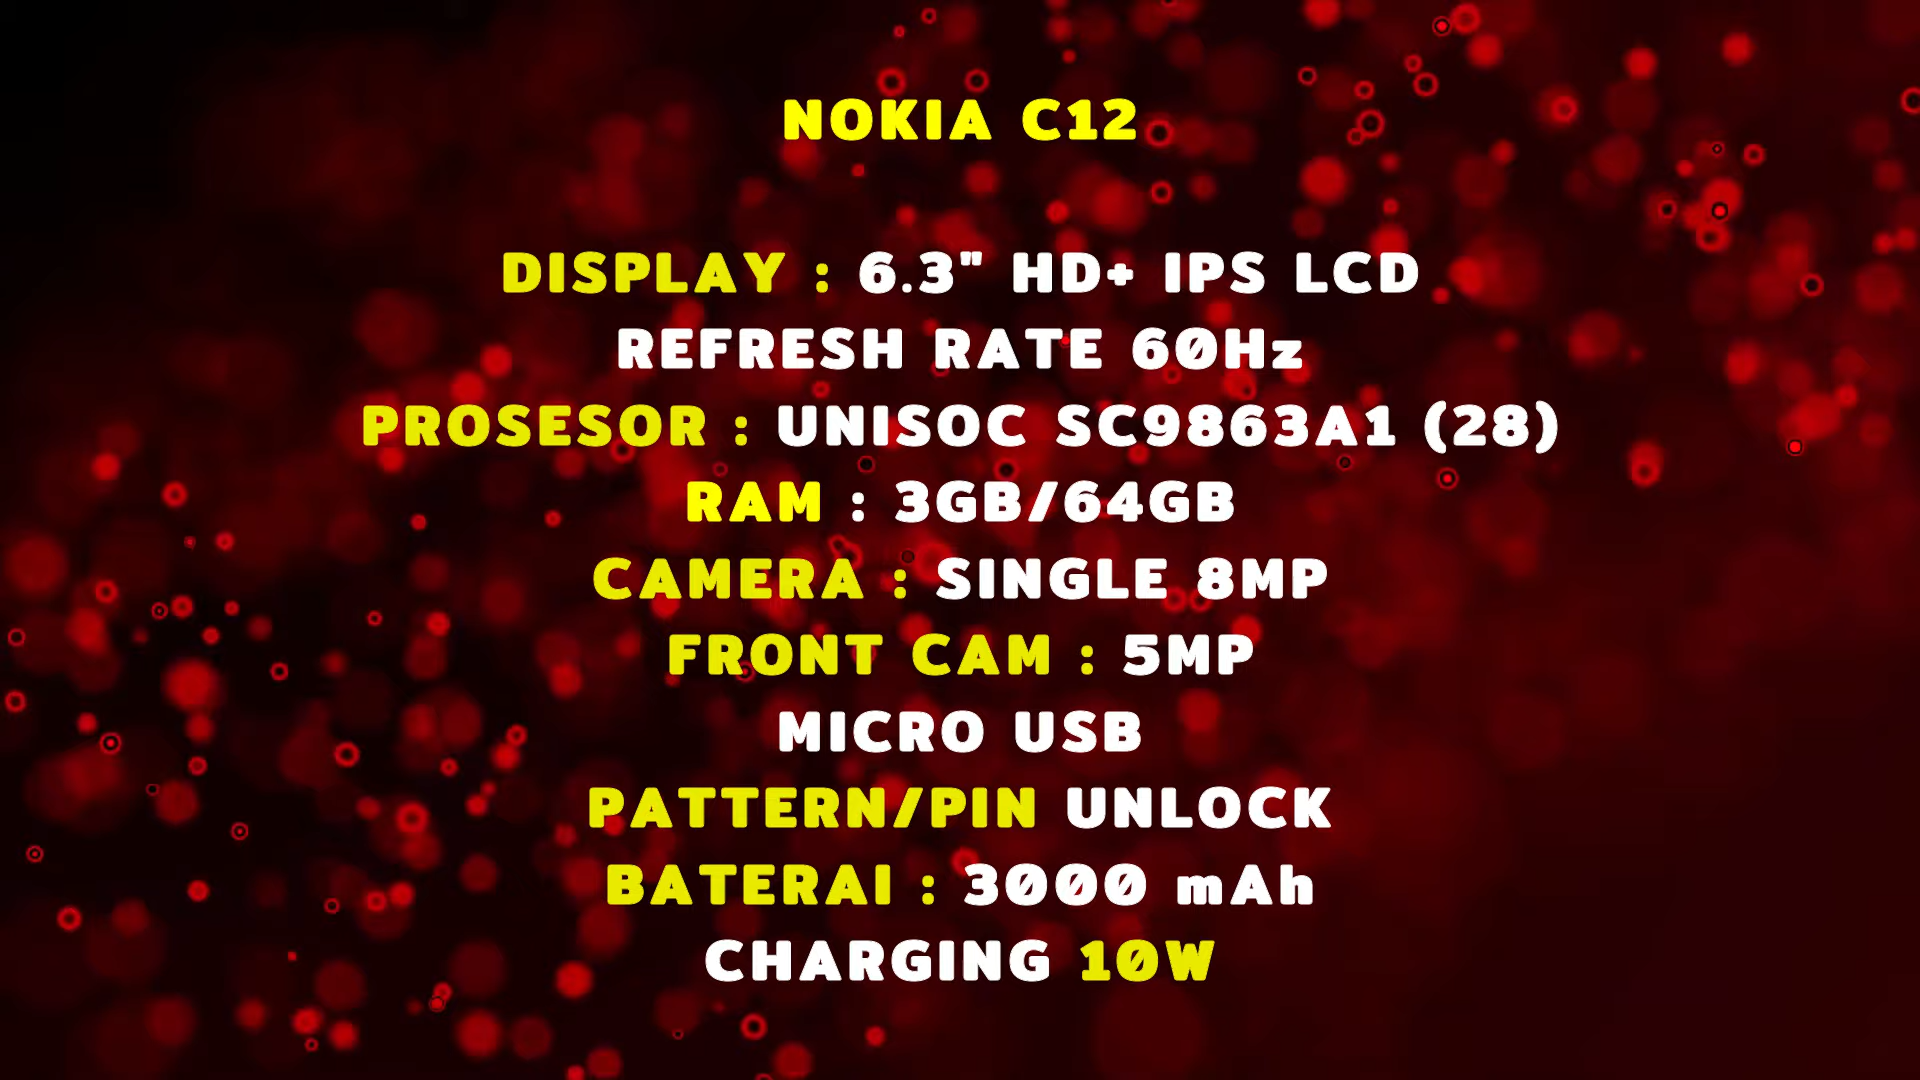 NOKIA C12
DISPLAY : 6.3" HD+ IPS LCD
REFRESH RATE 60Hz
PROSESOR : UNISOC SC9863A1 (28)
RAM : 3GB/64GB
CAMERA : SINGLE 8MP
FRONT CAM : 5MP
MICRO USB
PATTERN/PIN UNLOCK
BATERAI : 3000 mAh
CHARGING 10W